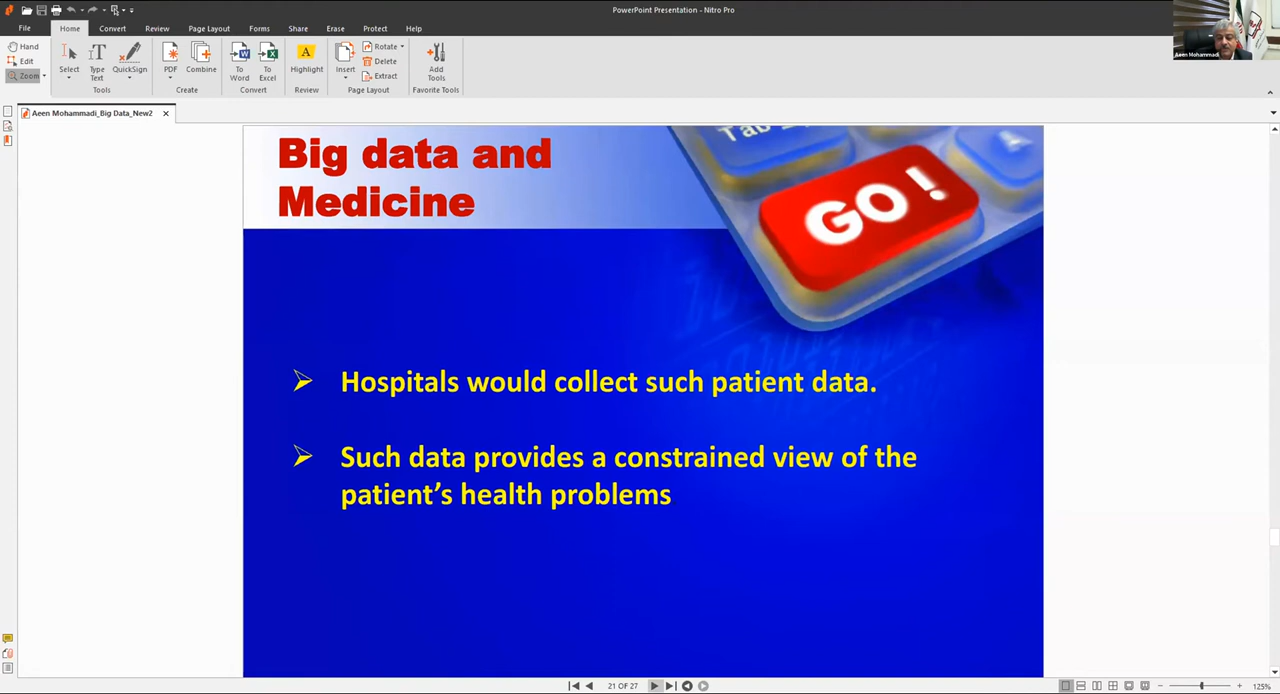 PowerPoint Presentation - Nitro Pro
File
Home
Convert
Review
Page Layout
Forms
Share
Erase
Protect
Help
Hand
Edit
Zoom
Select
Type
Text
QuickSign
Tools
PDF
Combine
Create
To
Word
To
Excel
Convert
Highlight
Review
Insert
Rotate
Delete
Extract
Page Layout
Add
Tools
Favorite Tools
Aeen Mohammadi
Aeen Mohammadi_Big Data_New2
Big data and
Medicine
Tab
A
GO!
Hospitals would collect such patient data.
Such data provides a constrained view of the
patient's health problems
21 OF 27
125%